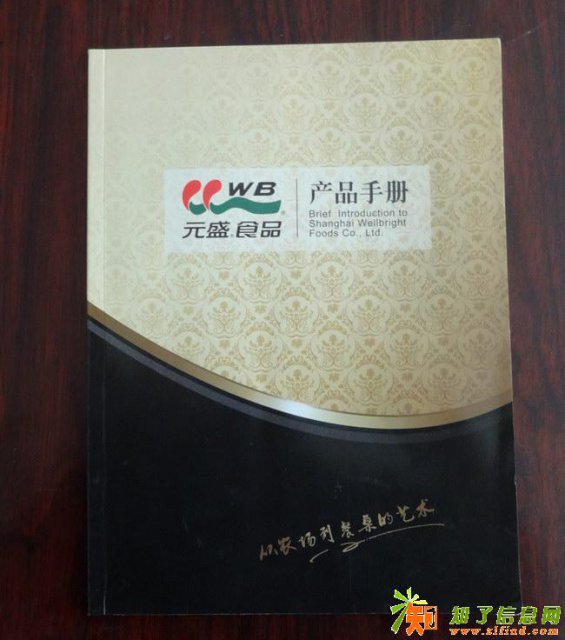 WB
元盛食品
产品手册
Brief Introduction to
Shanghai Wellbright
Foods Co., Ltd.
从农场到餐桌的艺术
知了信息网
www.zlfind.com